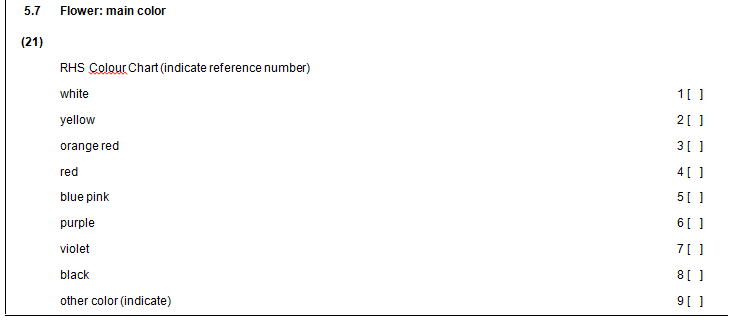 5.7 Flower: main color
(21)
RHS Colour Chart (indicate reference number)
white 1 [ ]
yellow 2 [ ]
orange red 3 [ ]
red 4 [ ]
blue pink 5 [ ]
purple 6 [ ]
violet 7 [ ]
black 8 [ ]
other color (indicate) 9 [ ]